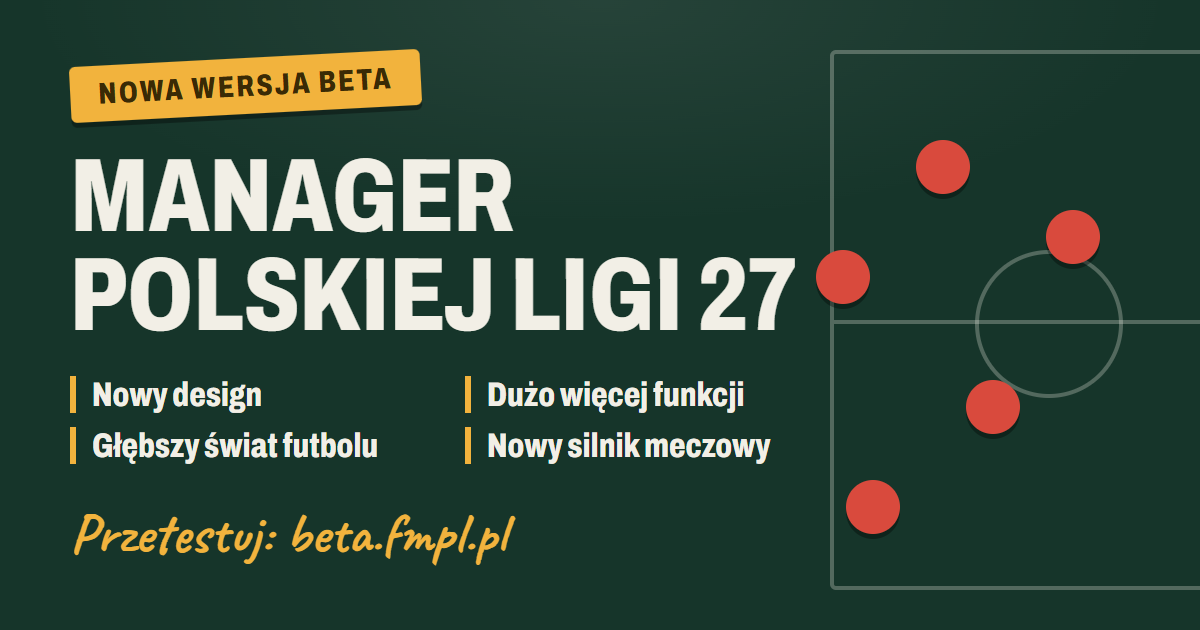 NOWA WERSJA BETA
MANAGER
POLSKIEJ LIGI 27
Nowy design
Dużo więcej funkcji
Głębszy świat futbolu
Nowy silnik meczowy
Przetestuj: beta.fmpl.pl